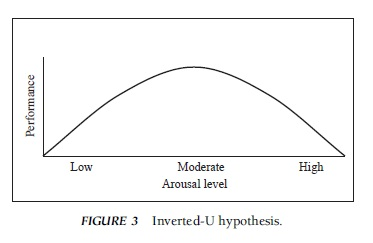 Performance
Low Moderate High
Arousal level
FIGURE 3 Inverted-U hypothesis.